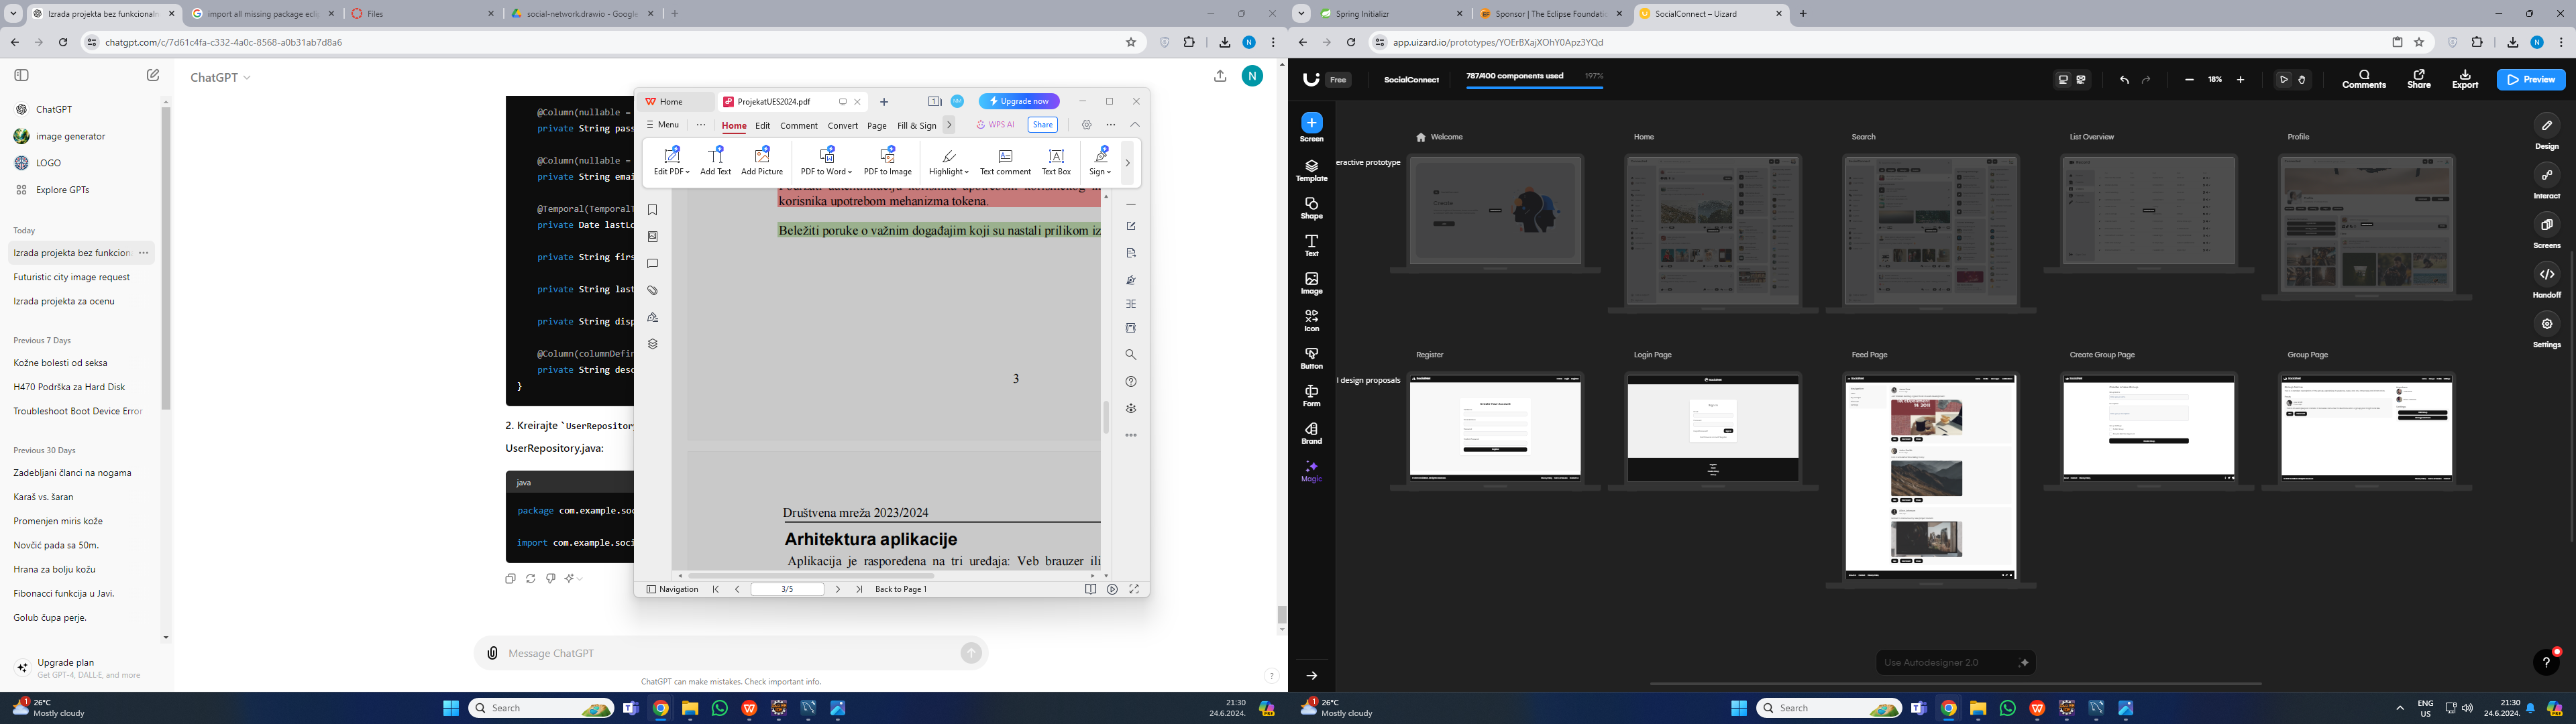 Izrada projekta bez funkcionaln
import all missing package ecli
Files
social-network.drawio - Google
chatgpt.com/c/7d61c4fa-c332-4a0c-8568-a0b31ab7d8a6
ChatGPT
N
ChatGPT
image generator
LOGO
Explore GPTs
Today
Izrada projekta bez funkciona
Futuristic city image request
Izrada projekta za ocenu
Previous 7 Days
Kožne bolesti od seksa
H470 Podrška za Hard Disk
Troubleshoot Boot Device Error
Previous 30 Days
Zadebljani članci na nogama
Karaš vs. šaran
Promenjen miris kože
Novčić pada sa 50m.
Hrana za bolju kožu
Fibonacci funkcija u Javi.
Golub čupa perje.
Upgrade plan
Get GPT-4, DALL·E, and more
@Column(nullable =
private String pass
@Column(nullable =
private String emai
@Temporal(TemporalT
private Date lastLo
private String firs
private String last
private String disp
@Column(columnDefin
private String desc
}
2. Kreirajte `UserRepository
UserRepository.java:
java
package com.example.soc
import com.example.soci
Message ChatGPT
ChatGPT can make mistakes. Check important info.
Home
ProjekatUES2024.pdf
Upgrade now
Menu
Home
Edit
Comment
Convert
Page
Fill & Sign
WPS AI
Share
Edit PDF
Add Text
Add Picture
PDF to Word
PDF to Image
Highlight
Text comment
Text Box
Sign
korisnika upotrebom mehanizma tokena.
Beležiti poruke o važnim događajim koji su nastali prilikom iz
3
Društvena mreža 2023/2024
Arhitektura aplikacije
Aplikacija je raspoređena na tri uređaja: Veb brauzer ili
Navigation
3/5
Back to Page 1
26°C
Mostly cloudy
Search
21:30
24.6.2024.
Spring Initializr
Sponsor | The Eclipse Foundatio
SocialConnect – Uizard
app.uizard.io/prototypes/YOErBXajXOhY0Apz3YQd
Free
SocialConnect
787/400 components used
197%
18%
Comments
Share
Export
Preview
Screen
Template
Shape
Text
Image
Icon
Button
Form
Brand
Magic
eractive prototype
Welcome
Home
Search
List Overview
Profile
l design proposals
Register
Login Page
Feed Page
Create Group Page
Group Page
Design
Interact
Screens
Handoff
Settings
Use Autodesigner 2.0
26°C
Mostly cloudy
Search
ENG
US
21:30
24.6.2024.